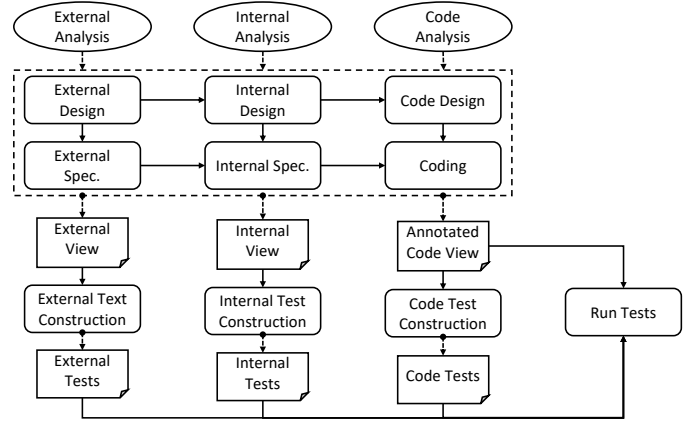 External
Analysis
Internal
Analysis
Code
Analysis
External
Design
Internal
Design
Code Design
External
Spec.
Internal Spec.
Coding
External
View
Internal
View
Annotated
Code View
External Text
Construction
Internal Test
Construction
Code Test
Construction
Run Tests
External
Tests
Internal
Tests
Code Tests